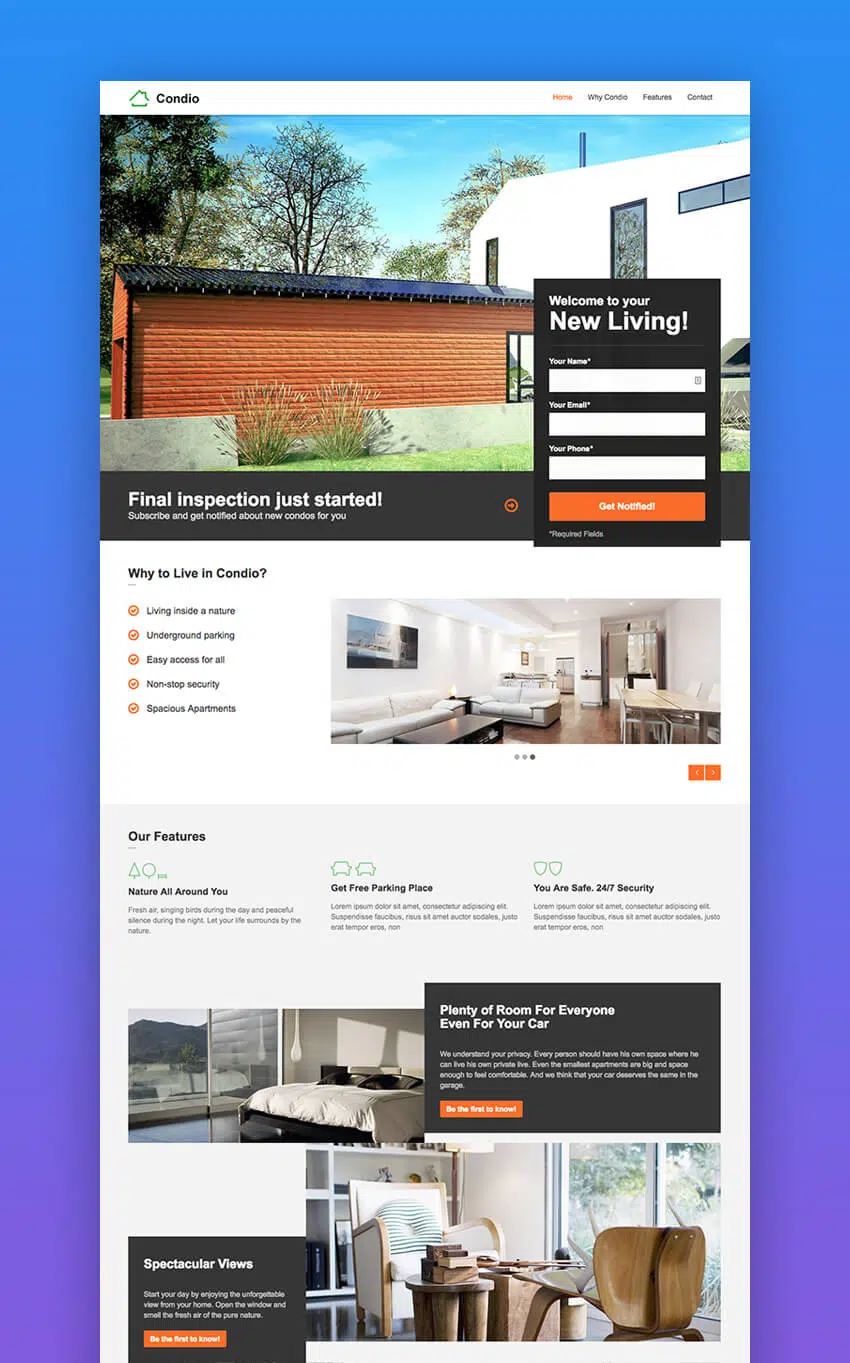 Condio
Home Why Condio Features Contact
Welcome to your
New Living!
Your Name*
Your Email*
Your Phone*
Get Notified!
*Required Fields
Final inspection just started!
Subscribe and get notified about new condos for you
Why to Live in Condio?
Living inside a nature
Underground parking
Easy access for all
Non-stop security
Spacious Apartments
Our Features
Nature All Around You
Fresh air, singing birds during the day and peaceful
silence during the night. Let your life surrounds by the
nature.
Get Free Parking Place
Lorem ipsum dolor sit amet, consectetur adipiscing elit.
Suspendisse faucibus, risus sit amet auctor sodales, justo
erat tempor eros, non
You Are Safe. 24/7 Security
Lorem ipsum dolor sit amet, consectetur adipiscing elit.
Suspendisse faucibus, risus sit amet auctor sodales, justo
erat tempor eros, non
Plenty of Room For Everyone
Even For Your Car
We understand your privacy. Every person should have his own space where he
can live his own private live. Even the smallest apartments are big and space
enough to feel comfortable. And we think that your car deserves the same in the
garage.
Be the first to know!
Spectacular Views
Start your day by enjoying the unforgettable
view from your home. Open the window and
smell the fresh air of the pure nature.
Be the first to know!